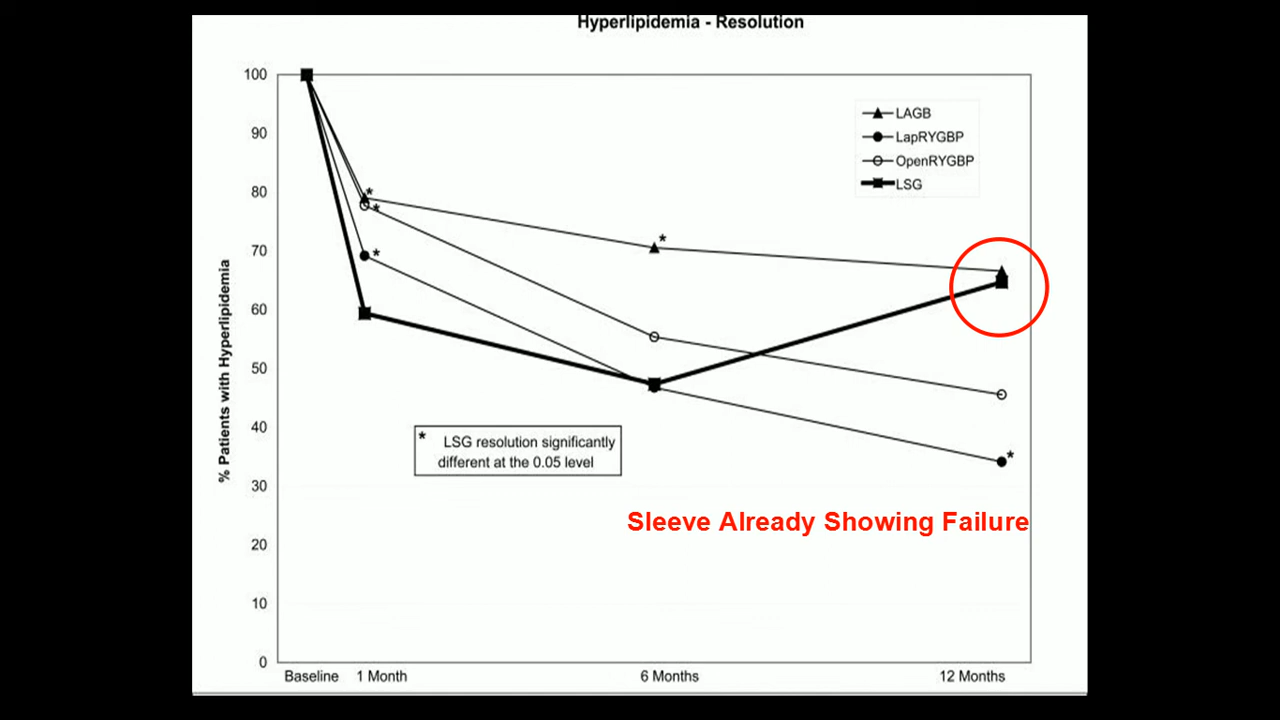 Hyperlipidemia - Resolution
100
90
80
70
60
50
40
30
20
10
0
% Patients with Hyperlipidemia
LAGB
LapRYGBP
OpenRYGBP
LSG
*
*
*
*
*
* LSG resolution significantly
different at the 0.05 level
Sleeve Already Showing Failure
Baseline 1 Month 6 Months 12 Months